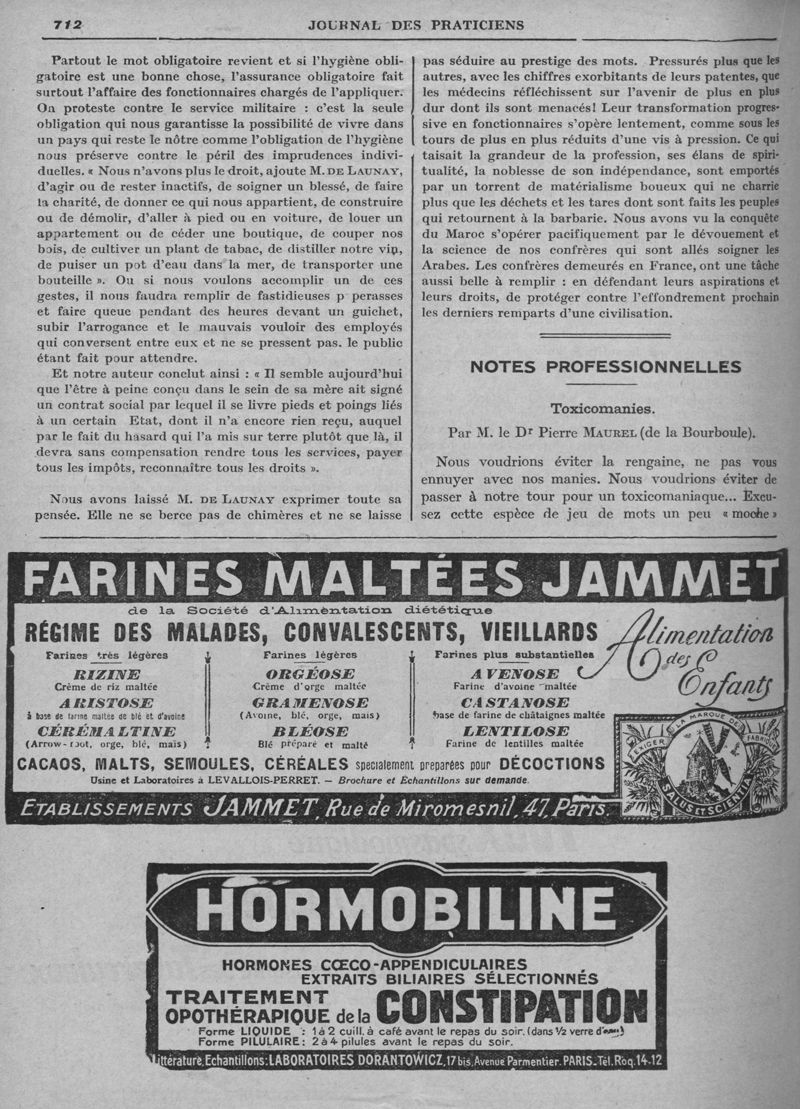 712
JOURNAL DES PRATICIENS
Partout le mot obligatoire revient et si l'hygiène obli-
gatoire est une bonne chose, l'assurance obligatoire fait
surtout l'affaire des fonctionnaires chargés de l'appliquer.
On proteste contre le service militaire : c'est la seule
obligation qui nous garantisse la possibilité de vivre dans
un pays qui reste le nôtre comme l'obligation de l'hygiène
nous préserve contre le péril des imprudences indivi-
duelles. « Nous n'avons plus le droit, ajoute M. DE LAUNAY,
d'agir ou de rester inactifs, de soigner un blessé, de faire
la charité, de donner ce qui nous appartient, de construire
ou de démolir, d'aller à pied ou en voiture, de louer un
appartement ou de céder une boutique, de couper nos
bois, de cultiver un plant de tabac, de distiller notre vin,
de puiser un pot d'eau dans la mer, de transporter une
bouteille ». Ou si nous voulons accomplir un de ces
gestes, il nous faudra remplir de fastidieuses p perasses
et faire queue pendant des heures devant un guichet,
subir l'arrogance et le mauvais vouloir des employés
qui conversent entre eux et ne se pressent pas. le public
étant fait pour attendre.
Et notre auteur conclut ainsi : « Il semble aujourd'hui
que l'être à peine conçu dans le sein de sa mère ait signé
un contrat social par lequel il se livre pieds et poings liés
à un certain Etat, dont il n'a encore rien reçu, auquel
par le fait du hasard qui l'a mis sur terre plutôt que là, il
devra sans compensation rendre tous les services, payer
tous les impôts, reconnaître tous les droits ».
Nous avons laissé M. DE LAUNAY exprimer toute sa
pensée. Elle ne se berce pas de chimères et ne se laisse
pas séduire au prestige des mots. Pressurés plus que les
autres, avec les chiffres exorbitants de leurs patentes, que
les médecins réfléchissent sur l'avenir de plus en plus
dur dont ils sont menacés! Leur transformation progres-
sive en fonctionnaires s'opère lentement, comme sous les
tours de plus en plus réduits d'une vis à pression. Ce qui
taisait la grandeur de la profession, ses élans de spiri-
tualité, la noblesse de son indépendance, sont emportés
par un torrent de matérialisme boueux qui ne charrie
plus que les déchets et les tares dont sont faits les peuples
qui retournent à la barbarie. Nous avons vu la conquête
du Maroc s'opérer pacifiquement par le dévouement et
la science de nos confrères qui sont allés soigner les
Arabes. Les confrères demeurés en France, ont une tâche
aussi belle à remplir : en défendant leurs aspirations et
leurs droits, de protéger contre l'effondrement prochain
les derniers remparts d'une civilisation.
NOTES PROFESSIONNELLES
Toxicomanies.
Par M. le Dr Pierre MAUREL (de la Bourboule).
Nous voudrions éviter la rengaine, ne pas vous
ennuyer avec nos manies. Nous voudrions éviter de
passer à notre tour pour un toxicomaniaque... Excu-
sez cette espèce de jeu de mots un peu « moche »
FARINES MALTÉES JAMMET
de la Société d'Alimentation diététique
RÉGIME DES MALADES, CONVALESCENTS, VIEILLARDS
Alimentation
des
Enfants
Farines très légères
RIZINE
Crème de riz maltée
ARISTOSE
à base de farine maltée de blé et d'avoine
CÉRÉMALTINE
(Arrow-root, orge, blé, maïs)
Farines légères
ORGÉOSE
Crème d'orge maltée
GRAMENOSE
(Avoine, blé, orge, maïs)
BLÉOSE
Blé préparé et malté
Farines plus substantielles
AVENOSE
Farine d'avoine maltée
CASTANOSE
base de farine de châtaignes maltée
LENTILOSE
Farine de lentilles maltée
CACAOS, MALTS, SEMOULES, CÉRÉALES spécialement préparées pour DÉCOCTIONS
Usine et Laboratoires à LEVALLOIS-PERRET. — Brochure et Échantillons sur demande.
ETABLISSEMENTS JAMMET, Rue de Miromesnil, 47, Paris.
EXIGER LA MARQUE DE FABRIQUE
SALUS ET SCIENTIA
HORMOBILINE
HORMONES CŒCO-APPENDICULAIRES
EXTRAITS BILIAIRES SÉLECTIONNÉS
TRAITEMENT
OPOTHÉRAPIQUE de la CONSTIPATION
Forme LIQUIDE : 1 à 2 cuill. à café avant le repas du soir. (dans ½ verre d'eau)
Forme PILULAIRE : 2 à 4 pilules avant le repas du soir.
Littérature, Echantillons: LABORATOIRES DORANTOWICZ, 17 bis, Avenue Parmentier. PARIS_Tél. Roq. 14-12